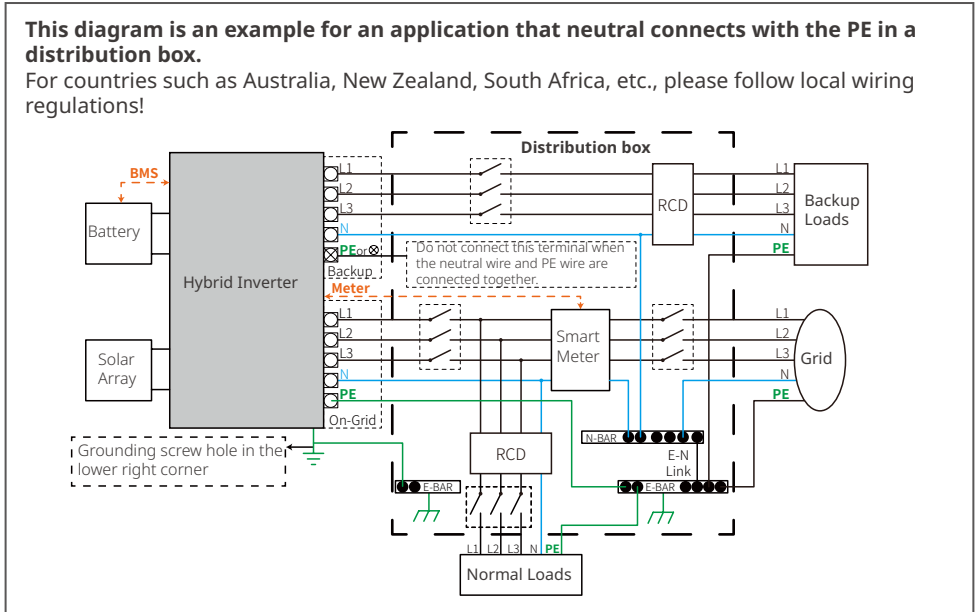 This diagram is an example for an application that neutral connects with the PE in a
distribution box.
For countries such as Australia, New Zealand, South Africa, etc., please follow local wiring
regulations!
Distribution box
BMS
Battery
Hybrid Inverter
Solar
Array
L1
L2
L3
N
PE or ⊗
Backup
Do not connect this terminal when
the neutral wire and PE wire are
connected together.
RCD
L1
L2
L3
N
PE
Backup
Loads
Meter
L1
L2
L3
N
PE
On-Grid
Smart
Meter
L1
L2
L3
N
PE
Grid
N-BAR
E-N
Link
RCD
Grounding screw hole in the
lower right corner
E-BAR
E-BAR
L1 L2 L3 N PE
Normal Loads